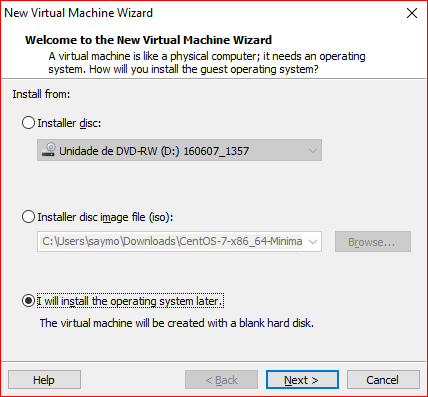 New Virtual Machine Wizard
Welcome to the New Virtual Machine Wizard
A virtual machine is like a physical computer; it needs an operating
system. How will you install the guest operating system?
Install from:
Installer disc:
Unidade de DVD-RW (D:) 160607_1357
Installer disc image file (iso):
C:\Users\saymo\Downloads\CentOS-7-x86_64-Minima
Browse...
I will install the operating system later.
The virtual machine will be created with a blank hard disk.
Help
< Back
Next >
Cancel